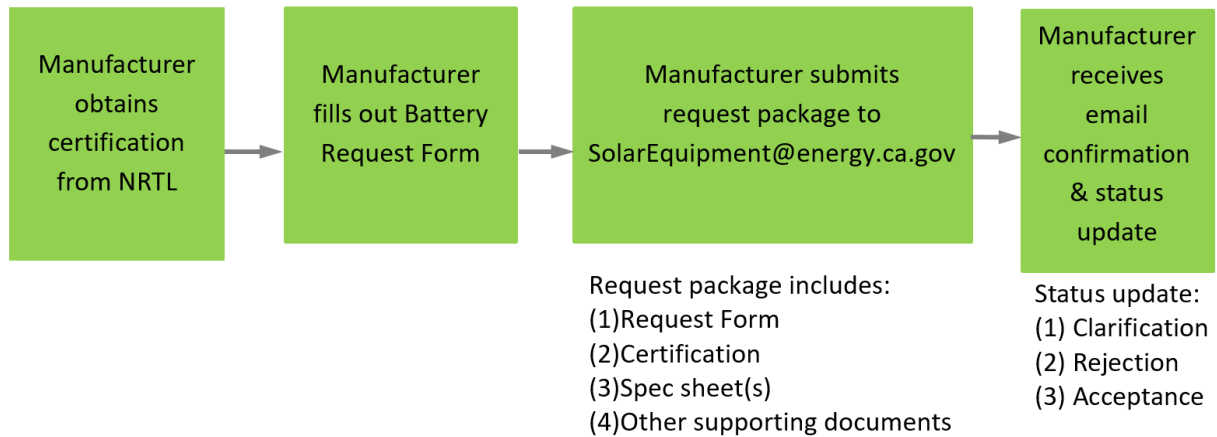 Manufacturer
obtains
certification
from NRTL
Manufacturer
fills out Battery
Request Form
Manufacturer submits
request package to
SolarEquipment@energy.ca.gov
Manufacturer
receives
email
confirmation
& status
update
Request package includes:
(1)Request Form
(2)Certification
(3)Spec sheet(s)
(4)Other supporting documents
Status update:
(1) Clarification
(2) Rejection
(3) Acceptance